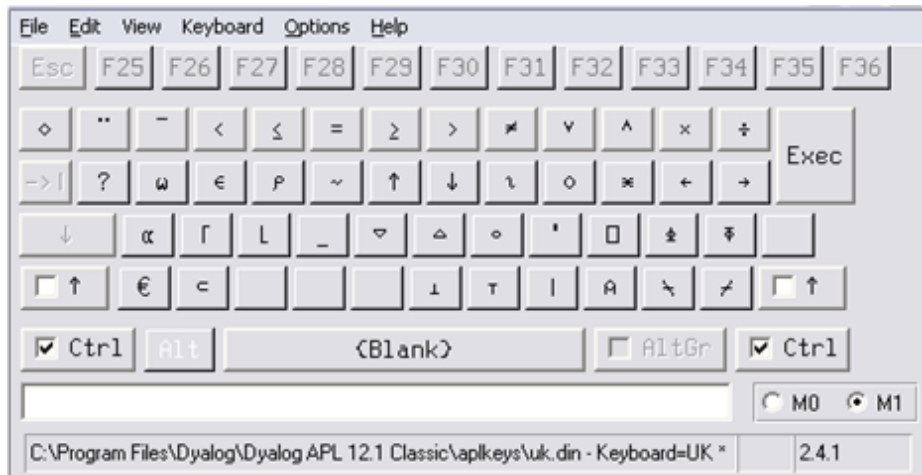 File Edit View Keyboard Options Help
Esc F25 F26 F27 F28 F29 F30 F31 F32 F33 F34 F35 F36
◇ ¨ ¯ < ≤ = ≥ > ≠ ∨ ∧ × ÷
->| ? ⍵ ∊ ⍴ ~ ↑ ↓ ⍳ ○ ⍟ ← → Exec
↓ ⍺ ⌈ ⌊ _ ∇ ∆ ∘ ' ⎕ ⍎ ⍕
↑ € ⊂ ⊥ ⊤ | ⍝ ⍀ ⌿ ↑
Ctrl Alt {Blank} AltGr Ctrl
M0 M1
C:\Program Files\Dyalog\Dyalog APL 12.1 Classic\aplkeys\uk.din - Keyboard=UK * 2.4.1